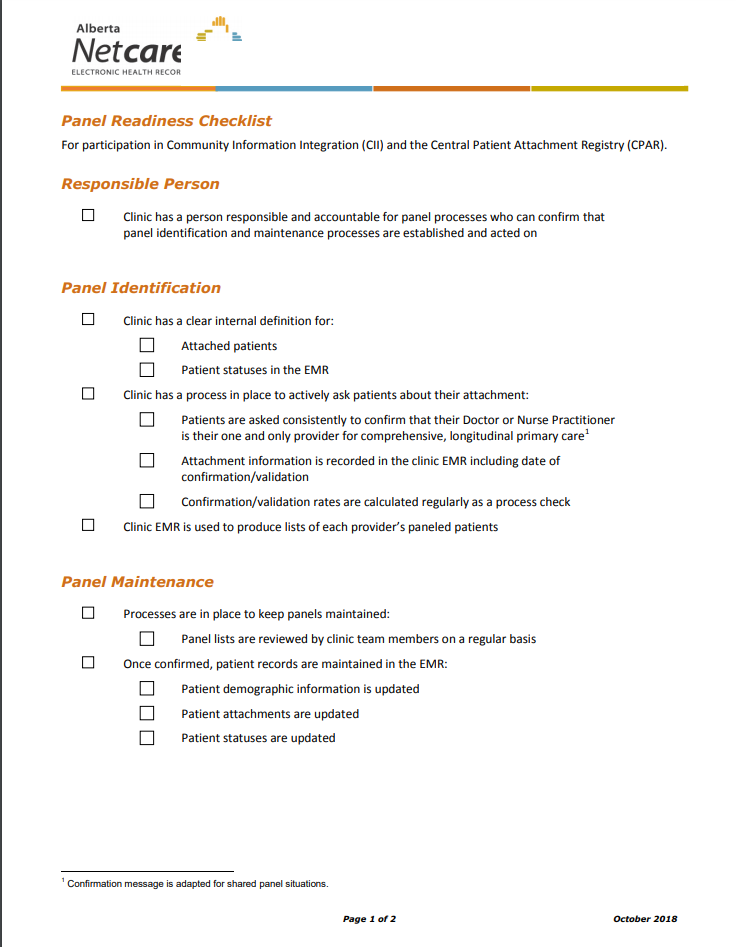 Alberta
Netcare
ELECTRONIC HEALTH RECOR
Panel Readiness Checklist
For participation in Community Information Integration (CII) and the Central Patient Attachment Registry (CPAR).
Responsible Person
Clinic has a person responsible and accountable for panel processes who can confirm that
panel identification and maintenance processes are established and acted on
Panel Identification
Clinic has a clear internal definition for:
Attached patients
Patient statuses in the EMR
Clinic has a process in place to actively ask patients about their attachment:
Patients are asked consistently to confirm that their Doctor or Nurse Practitioner
is their one and only provider for comprehensive, longitudinal primary care1
Attachment information is recorded in the clinic EMR including date of
confirmation/validation
Confirmation/validation rates are calculated regularly as a process check
Clinic EMR is used to produce lists of each provider's paneled patients
Panel Maintenance
Processes are in place to keep panels maintained:
Panel lists are reviewed by clinic team members on a regular basis
Once confirmed, patient records are maintained in the EMR:
Patient demographic information is updated
Patient attachments are updated
Patient statuses are updated
1 Confirmation message is adapted for shared panel situations.
Page 1 of 2 October 2018